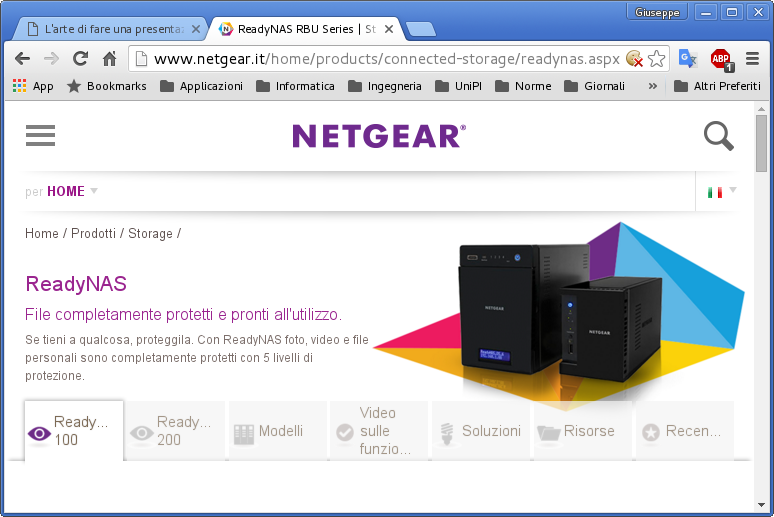 Giuseppe
L'arte di fare una presenta
ReadyNAS RBU Series | St
www.netgear.it/home/products/connected-storage/readynas.aspx
ABP
1
App Bookmarks Applicazioni Informatica Ingegneria UniPI Norme Giornali » Altri Preferiti
NETGEAR®
per HOME
Home / Prodotti / Storage /
ReadyNAS
File completamente protetti e pronti all'utilizzo.
Se tieni a qualcosa, proteggila. Con ReadyNAS foto, video e file
personali sono completamente protetti con 5 livelli di
protezione.
NETGEAR
NETGEAR
Ready...
100
Ready...
200
Modelli
Video
sulle
funzio...
Soluzioni
Risorse
Recen...